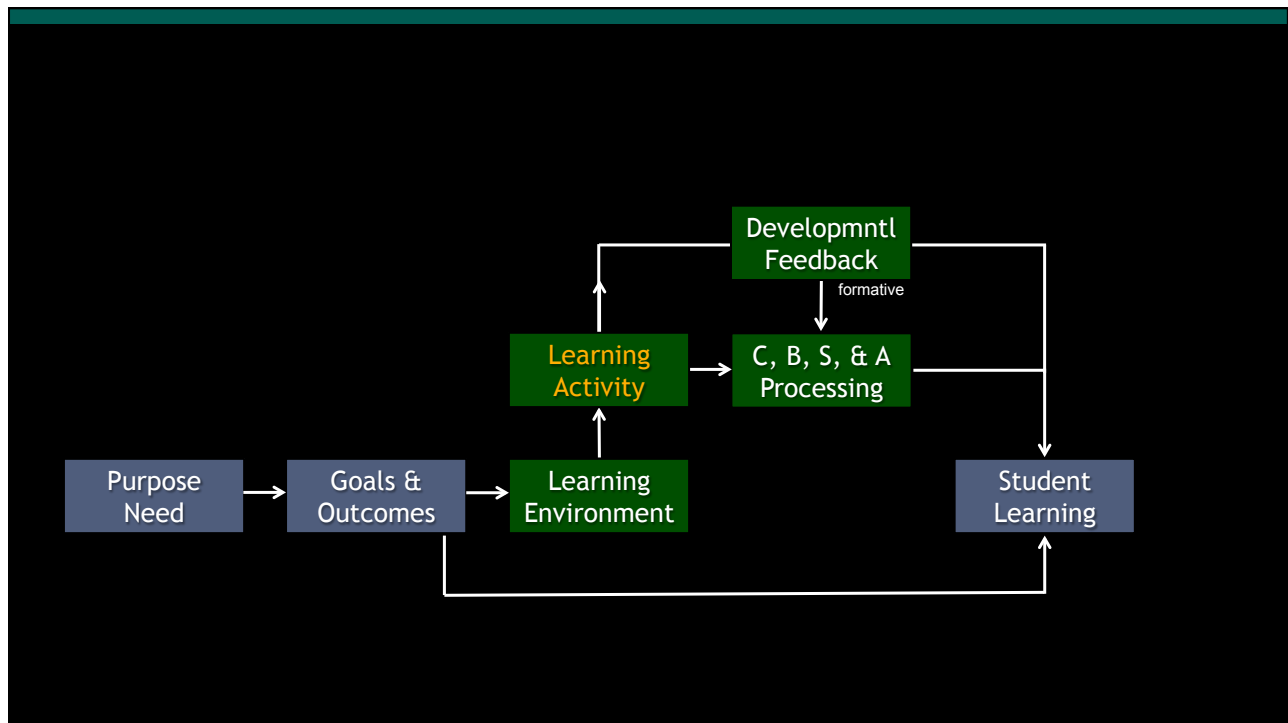 Developmntl
Feedback
formative
Learning
Activity
C, B, S, & A
Processing
Purpose
Need
Goals &
Outcomes
Learning
Environment
Student
Learning